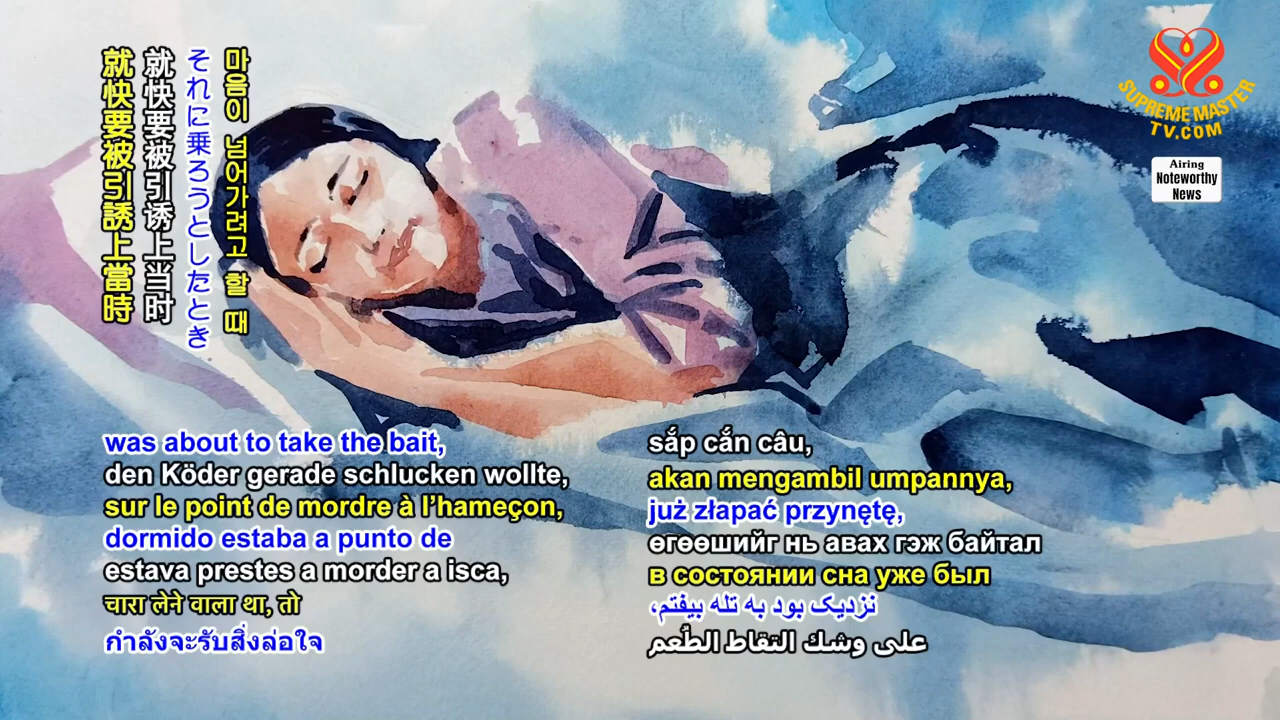 就快要被引誘上當時
就快要被引诱上当时
それに乗ろうとしたとき
마음이 넘어가려고 할 때
SUPREME MASTER
TV.COM
Airing
Noteworthy
News
was about to take the bait,
den Köder gerade schlucken wollte,
sur le point de mordre à l’hameçon,
dormido estaba a punto de
estava prestes a morder a isca,
चारा लेने वाला था, तो
กำลังจะรับสิ่งล่อใจ
sắp cắn câu,
akan mengambil umpannya,
już złapać przynętę,
өгөөшийг нь авах гэж байтал
в состоянии сна уже был
نزدیک بود به تله بیفتم،
على وشك التقاط الطُعم